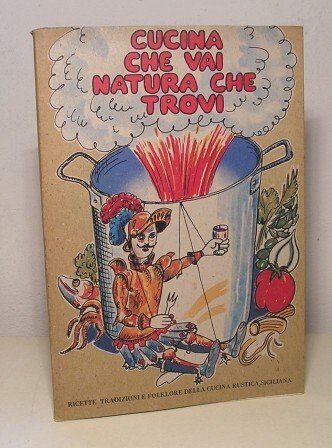 CUCINA
CHE VAI
NATURA CHE
TROVI
RICETTE TRADIZIONI E FOLKLORE DELLA CUCINA RUSTICA SICILIANA